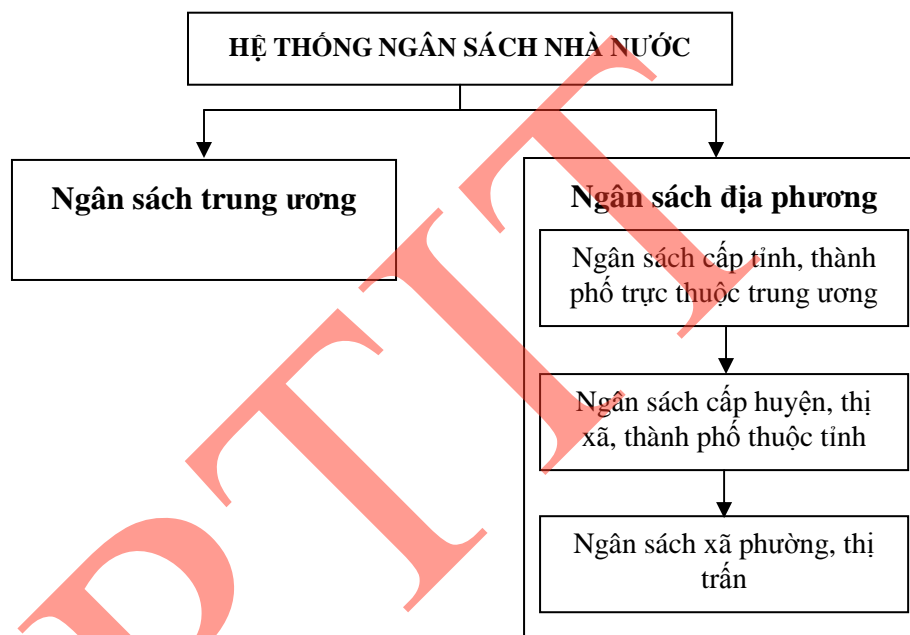 HỆ THỐNG NGÂN SÁCH NHÀ NƯỚC
Ngân sách trung ương
Ngân sách địa phương
Ngân sách cấp tỉnh, thành
phố trực thuộc trung ương
Ngân sách cấp huyện, thị
xã, thành phố thuộc tỉnh
Ngân sách xã phường, thị
trấn
PTIT